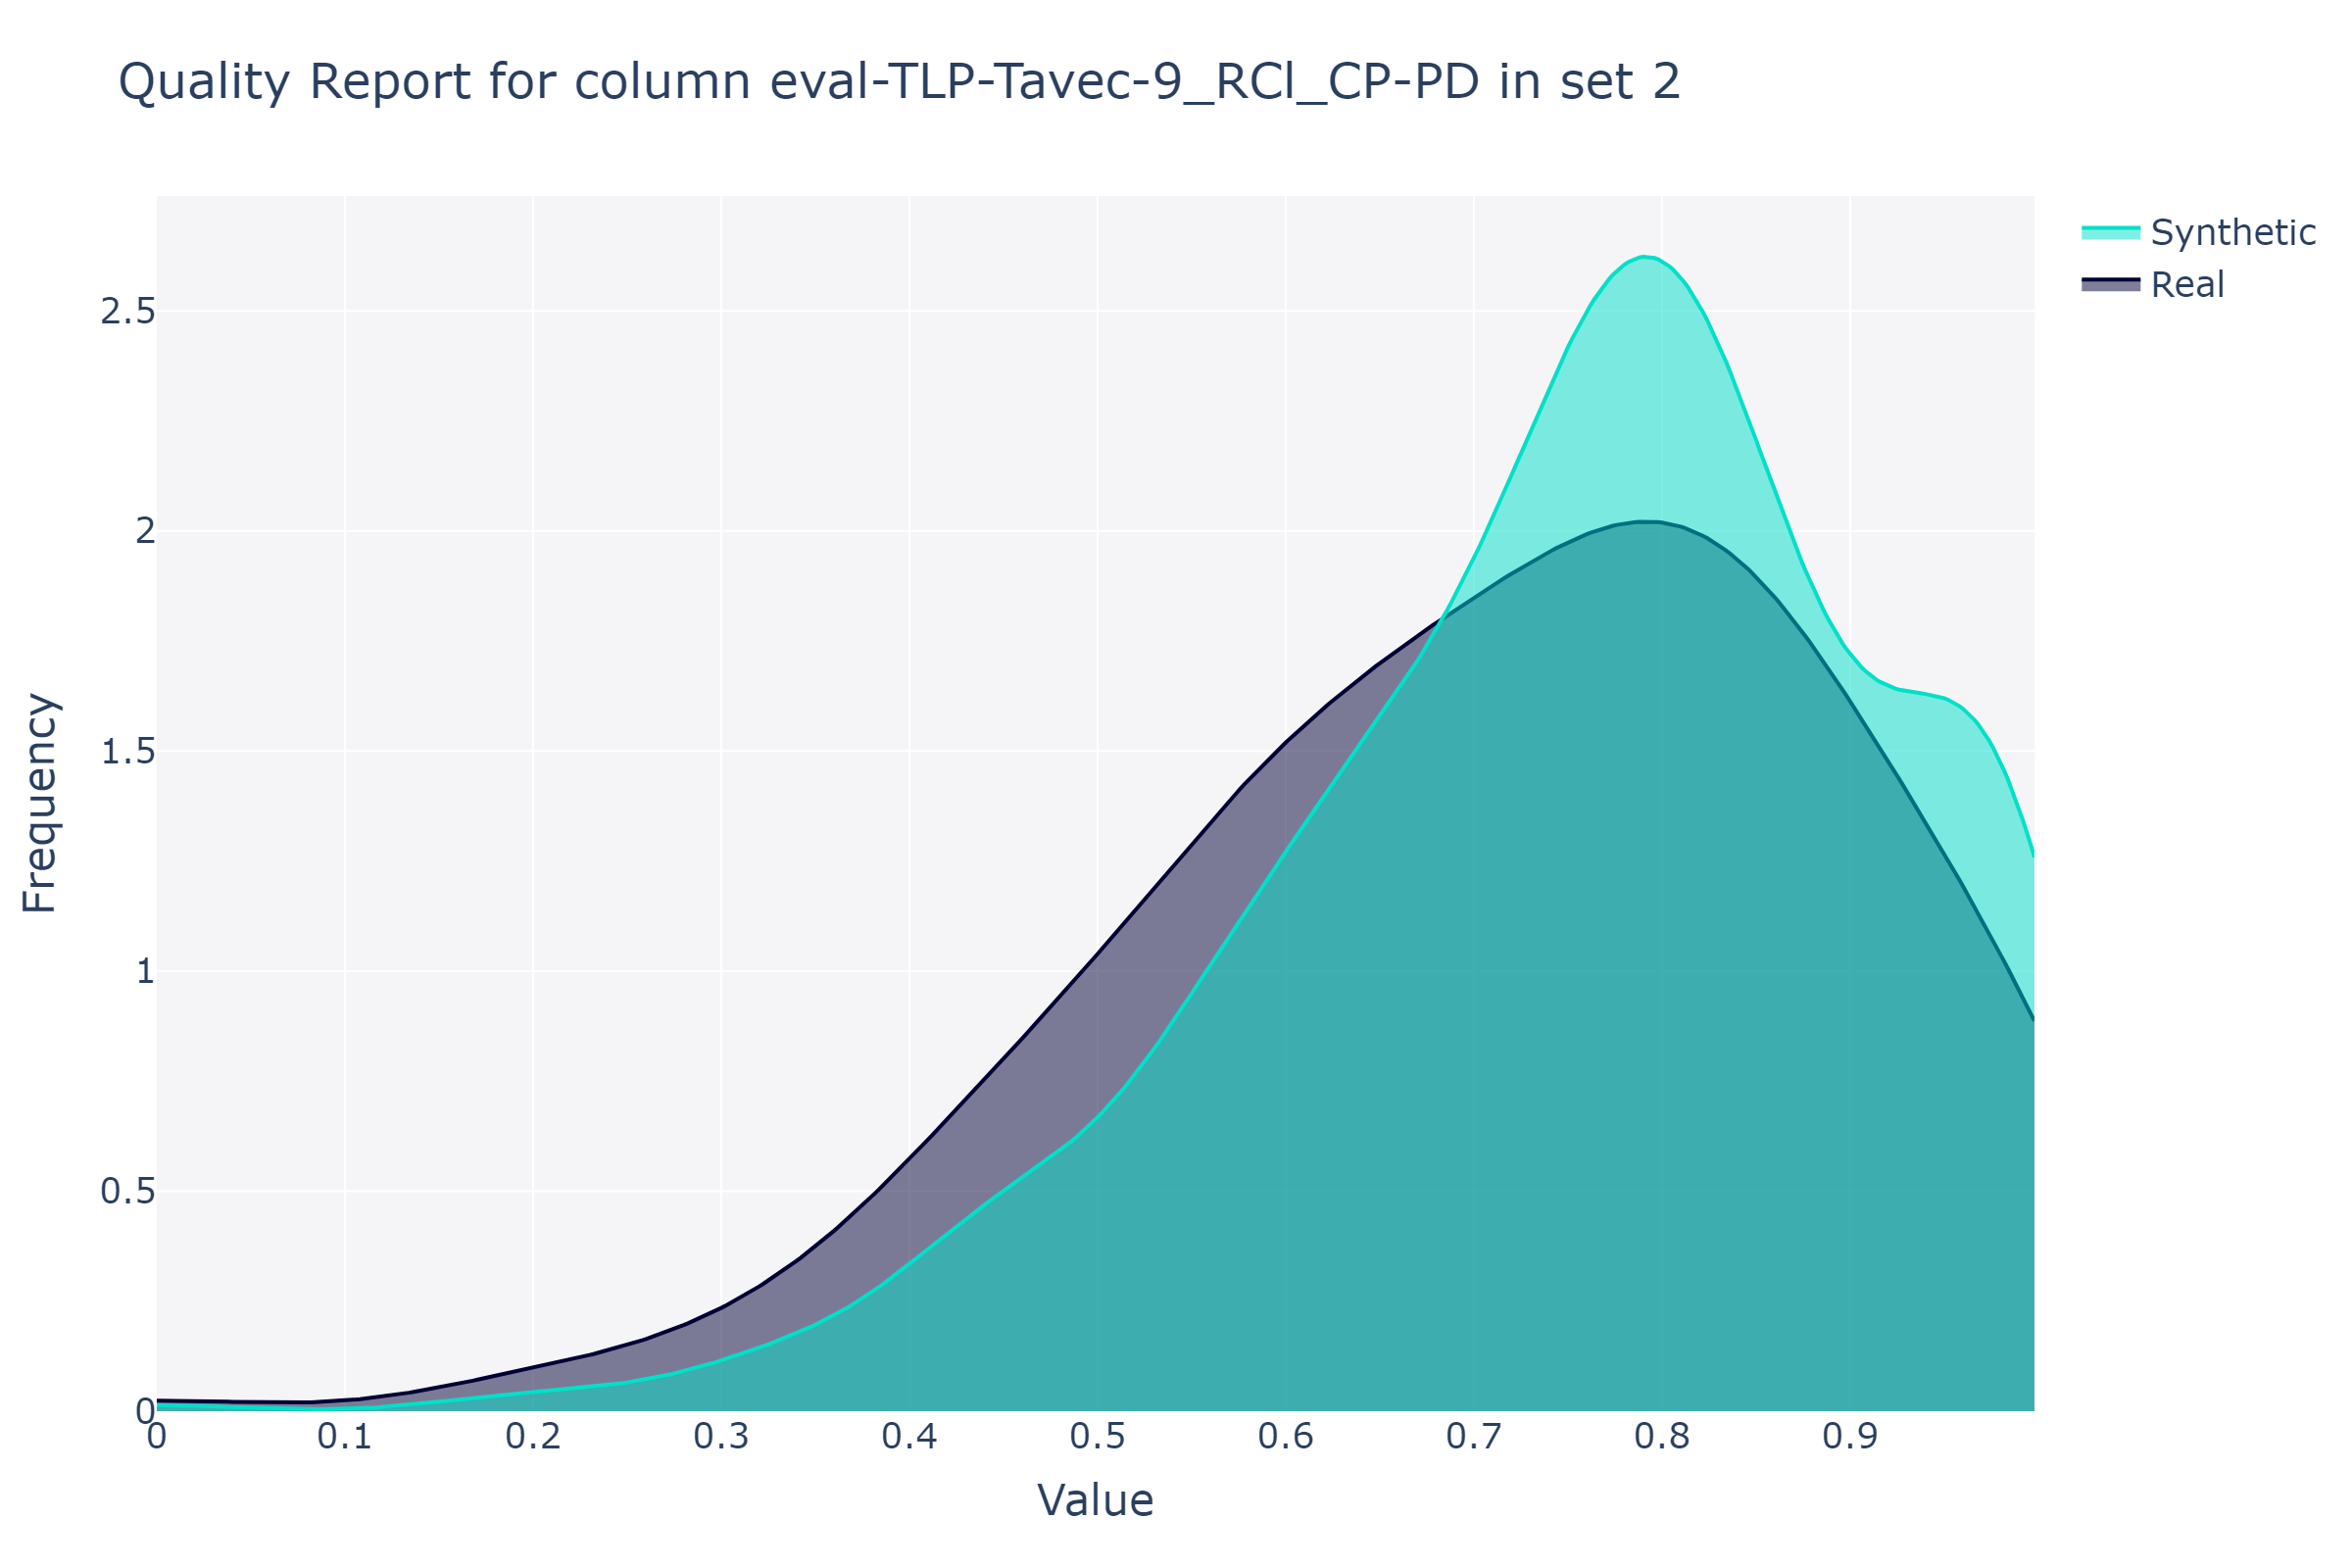 Quality Report for column eval-TLP-Tavec-9_RCl_CP-PD in set 2
Synthetic
Real
Frequency
2.5
2
1.5
1
0.5
0
0 0.1 0.2 0.3 0.4 0.5 0.6 0.7 0.8 0.9
Value